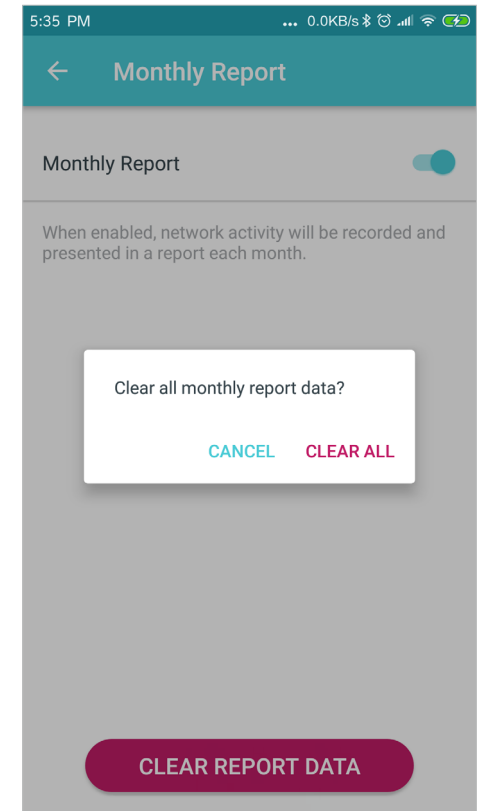 5:35 PM ... 0.0KB/s
Monthly Report
Monthly Report
When enabled, network activity will be recorded and
presented in a report each month.
Clear all monthly report data?
CANCEL CLEAR ALL
CLEAR REPORT DATA